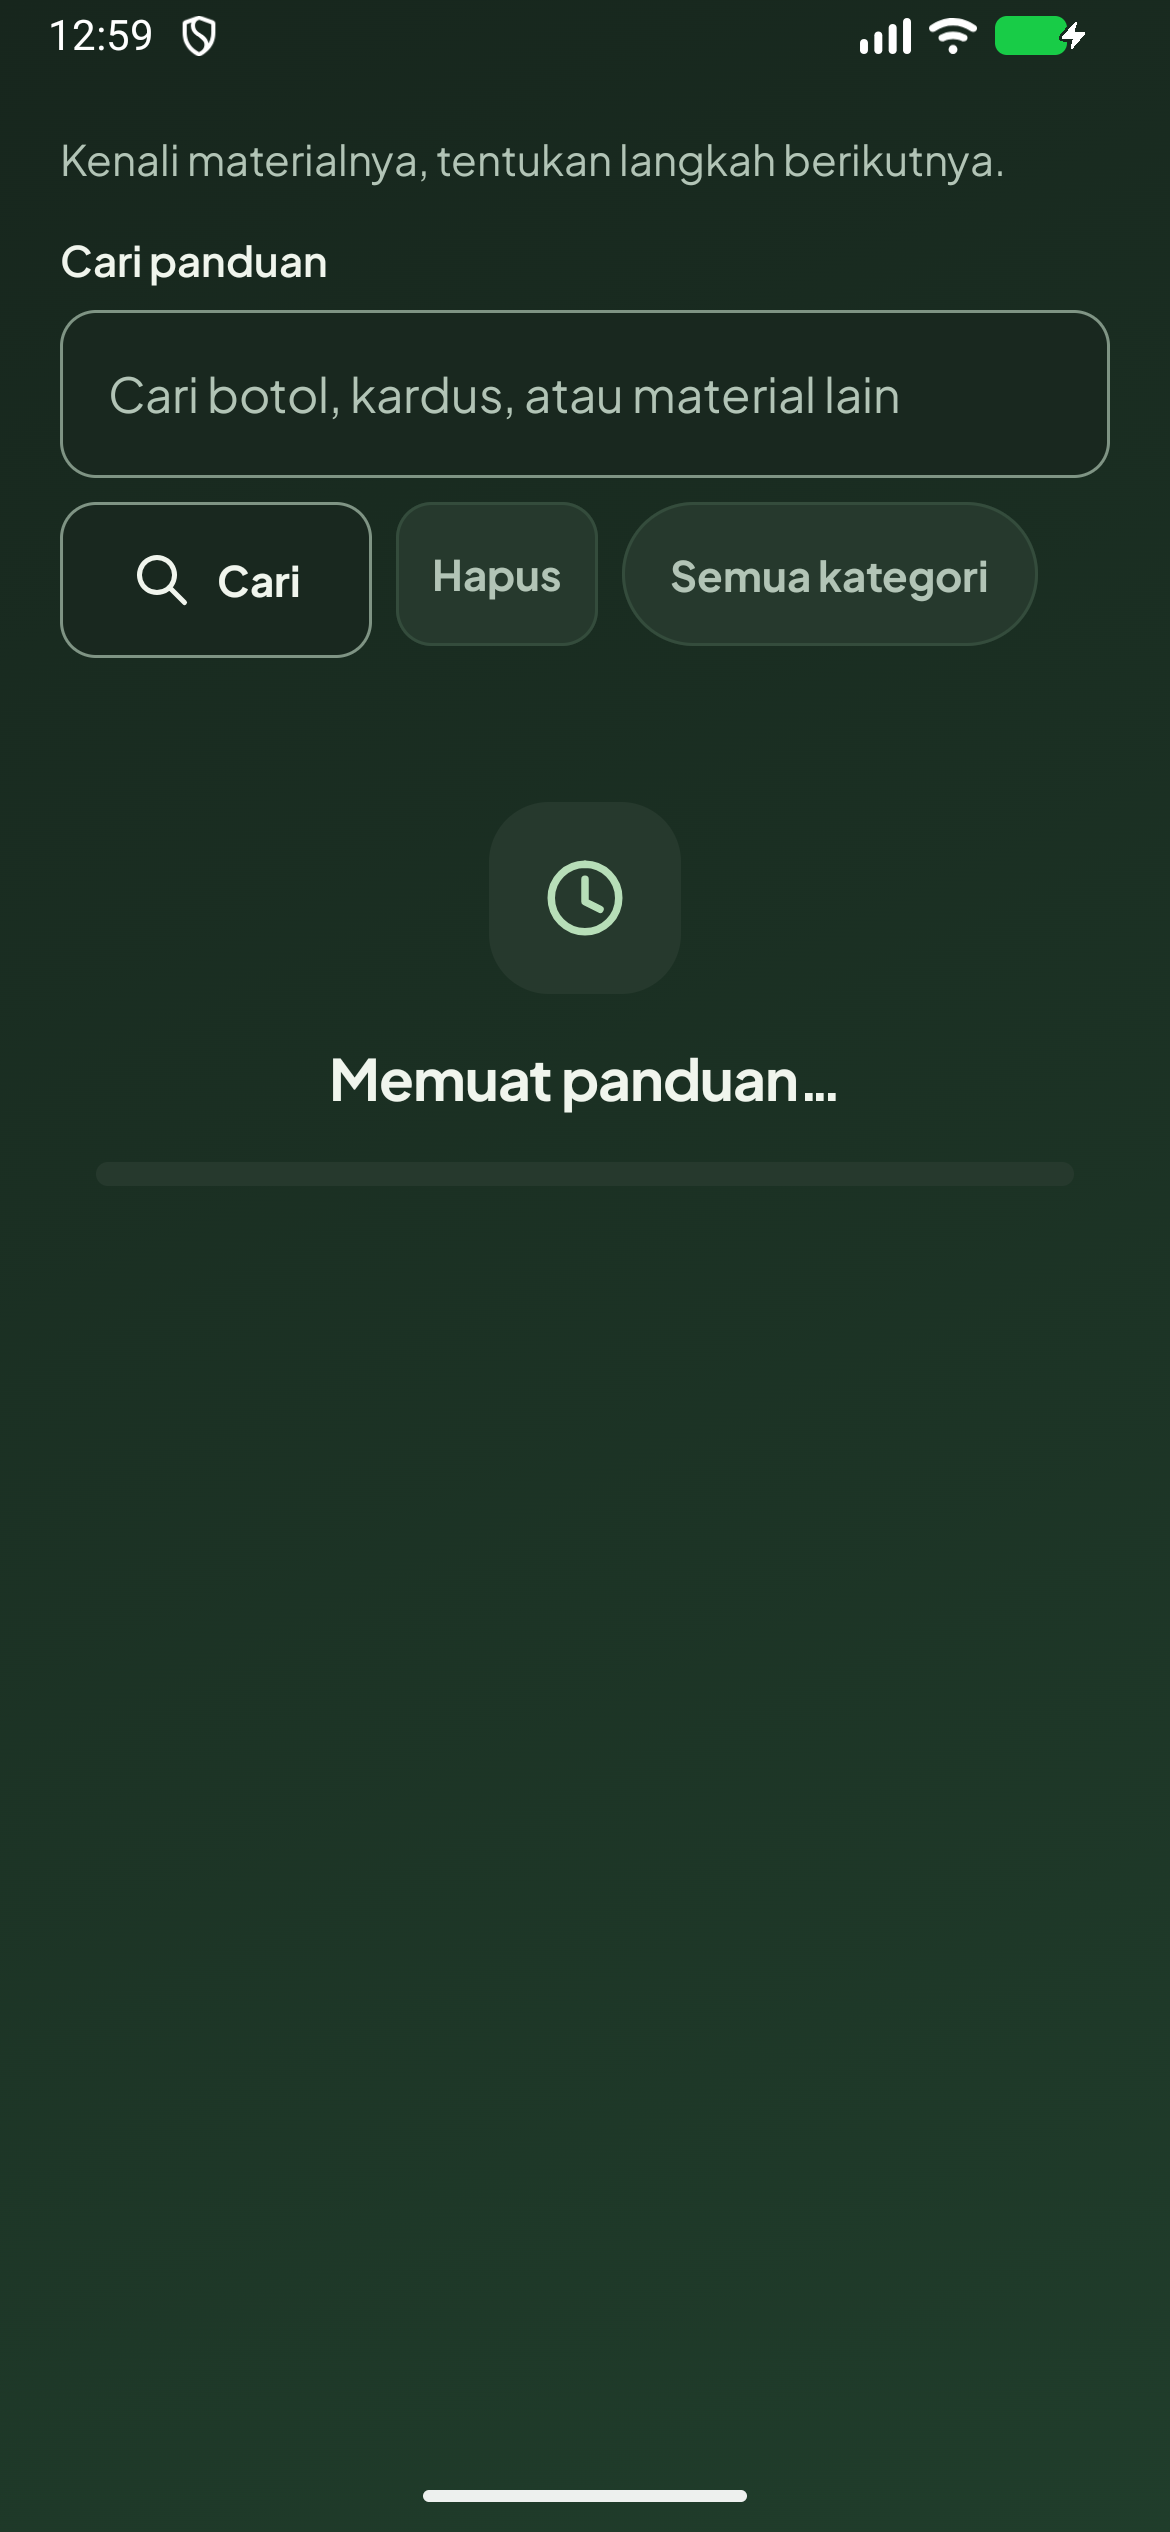 12:59
Kenali materialnya, tentukan langkah berikutnya.
Cari panduan
Cari botol, kardus, atau material lain
Cari
Hapus
Semua kategori
Memuat panduan…